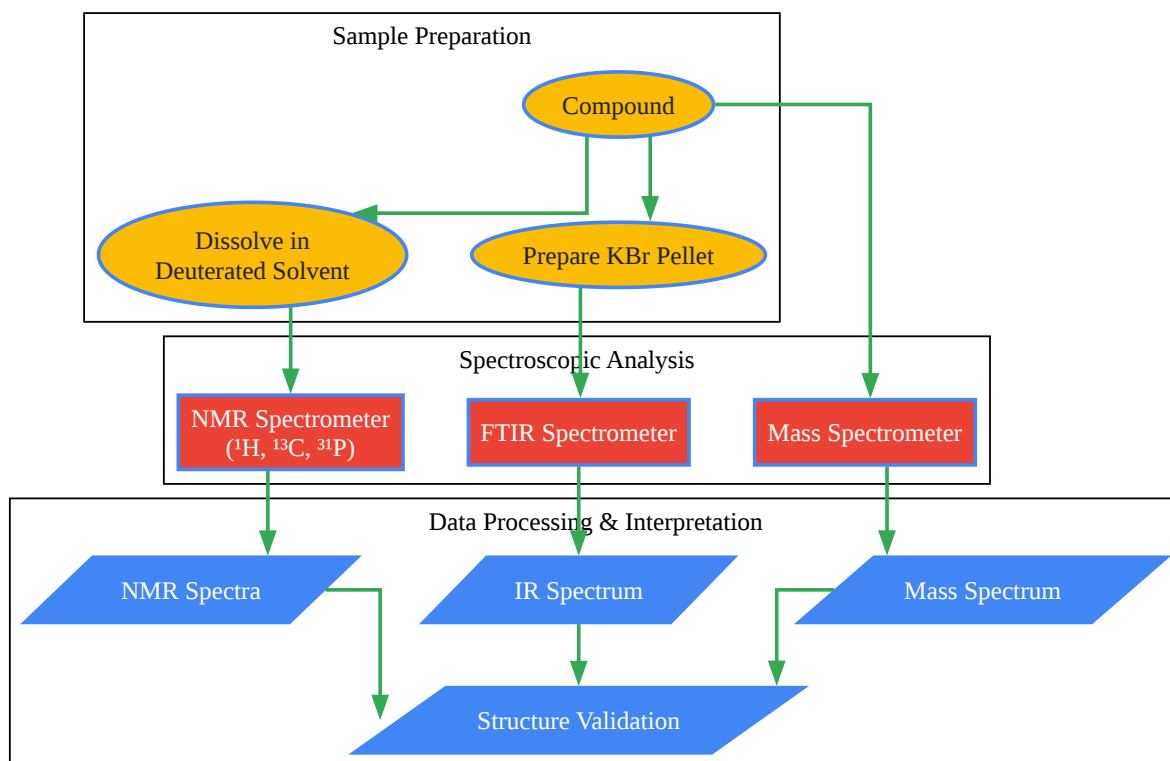 Sample Preparation
Compound
Dissolve in
Deuterated Solvent
Prepare KBr Pellet
Spectroscopic Analysis
NMR Spectrometer
(¹H, ¹³C, ³¹P)
FTIR Spectrometer
Mass Spectrometer
Data Processing & Interpretation
NMR Spectra
IR Spectrum
Mass Spectrum
Structure Validation